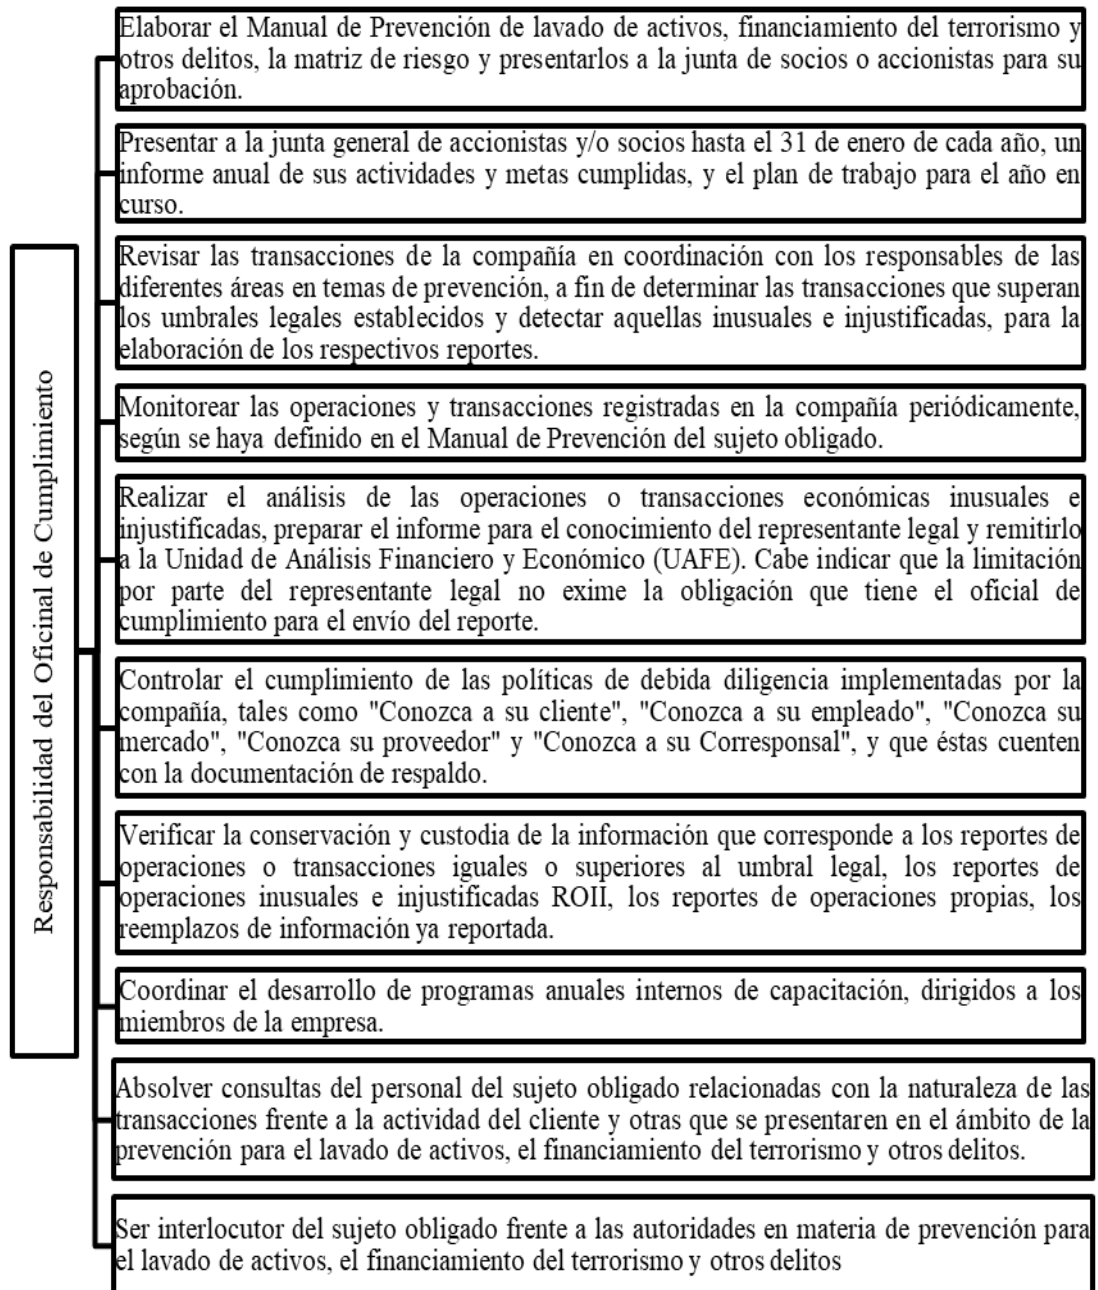 Responsabilidad del Oficinal de Cumplimiento
Elaborar el Manual de Prevención de lavado de activos, financiamiento del terrorismo y
otros delitos, la matriz de riesgo y presentarlos a la junta de socios o accionistas para su
aprobación.
Presentar a la junta general de accionistas y/o socios hasta el 31 de enero de cada año, un
informe anual de sus actividades y metas cumplidas, y el plan de trabajo para el año en
curso.
Revisar las transacciones de la compañía en coordinación con los responsables de las
diferentes áreas en temas de prevención, a fin de determinar las transacciones que superan
los umbrales legales establecidos y detectar aquellas inusuales e injustificadas, para la
elaboración de los respectivos reportes.
Monitorear las operaciones y transacciones registradas en la compañía periódicamente,
según se haya definido en el Manual de Prevención del sujeto obligado.
Realizar el análisis de las operaciones o transacciones económicas inusuales e
injustificadas, preparar el informe para el conocimiento del representante legal y remitirlo
a la Unidad de Análisis Financiero y Económico (UAFE). Cabe indicar que la limitación
por parte del representante legal no exime la obligación que tiene el oficial de
cumplimiento para el envío del reporte.
Controlar el cumplimiento de las políticas de debida diligencia implementadas por la
compañía, tales como "Conozca a su cliente", "Conozca a su empleado", "Conozca su
mercado", "Conozca su proveedor" y "Conozca a su Corresponsal", y que éstas cuenten
con la documentación de respaldo.
Verificar la conservación y custodia de la información que corresponde a los reportes de
operaciones o transacciones iguales o superiores al umbral legal, los reportes de
operaciones inusuales e injustificadas ROII, los reportes de operaciones propias, los
reemplazos de información ya reportada.
Coordinar el desarrollo de programas anuales internos de capacitación, dirigidos a los
miembros de la empresa.
Absolver consultas del personal del sujeto obligado relacionadas con la naturaleza de las
transacciones frente a la actividad del cliente y otras que se presentaren en el ámbito de la
prevención para el lavado de activos, el financiamiento del terrorismo y otros delitos.
Ser interlocutor del sujeto obligado frente a las autoridades en materia de prevención para
el lavado de activos, el financiamiento del terrorismo y otros delitos